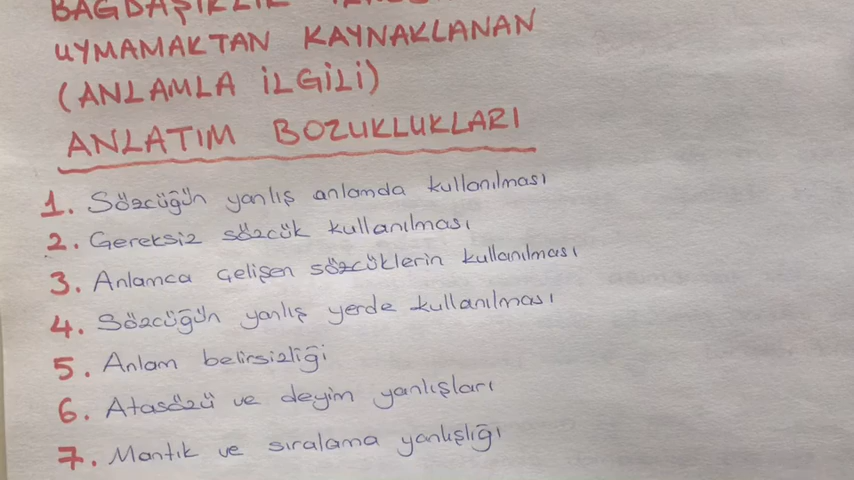 BAĞDAŞIKLIK
UYMAMAKTAN KAYNAKLANAN
(ANLAMLA İLGİLİ)
ANLATIM BOZUKLUKLARI
1. Sözcüğün yanlış anlamda kullanılması
2. Gereksiz sözcük kullanılması
3. Anlamca çelişen sözcüklerin kullanılması
4. Sözcüğün yanlış yerde kullanılması
5. Anlam belirsizliği
6. Atasözü ve deyim yanlışları
7. Mantık ve sıralama yanlışlığı